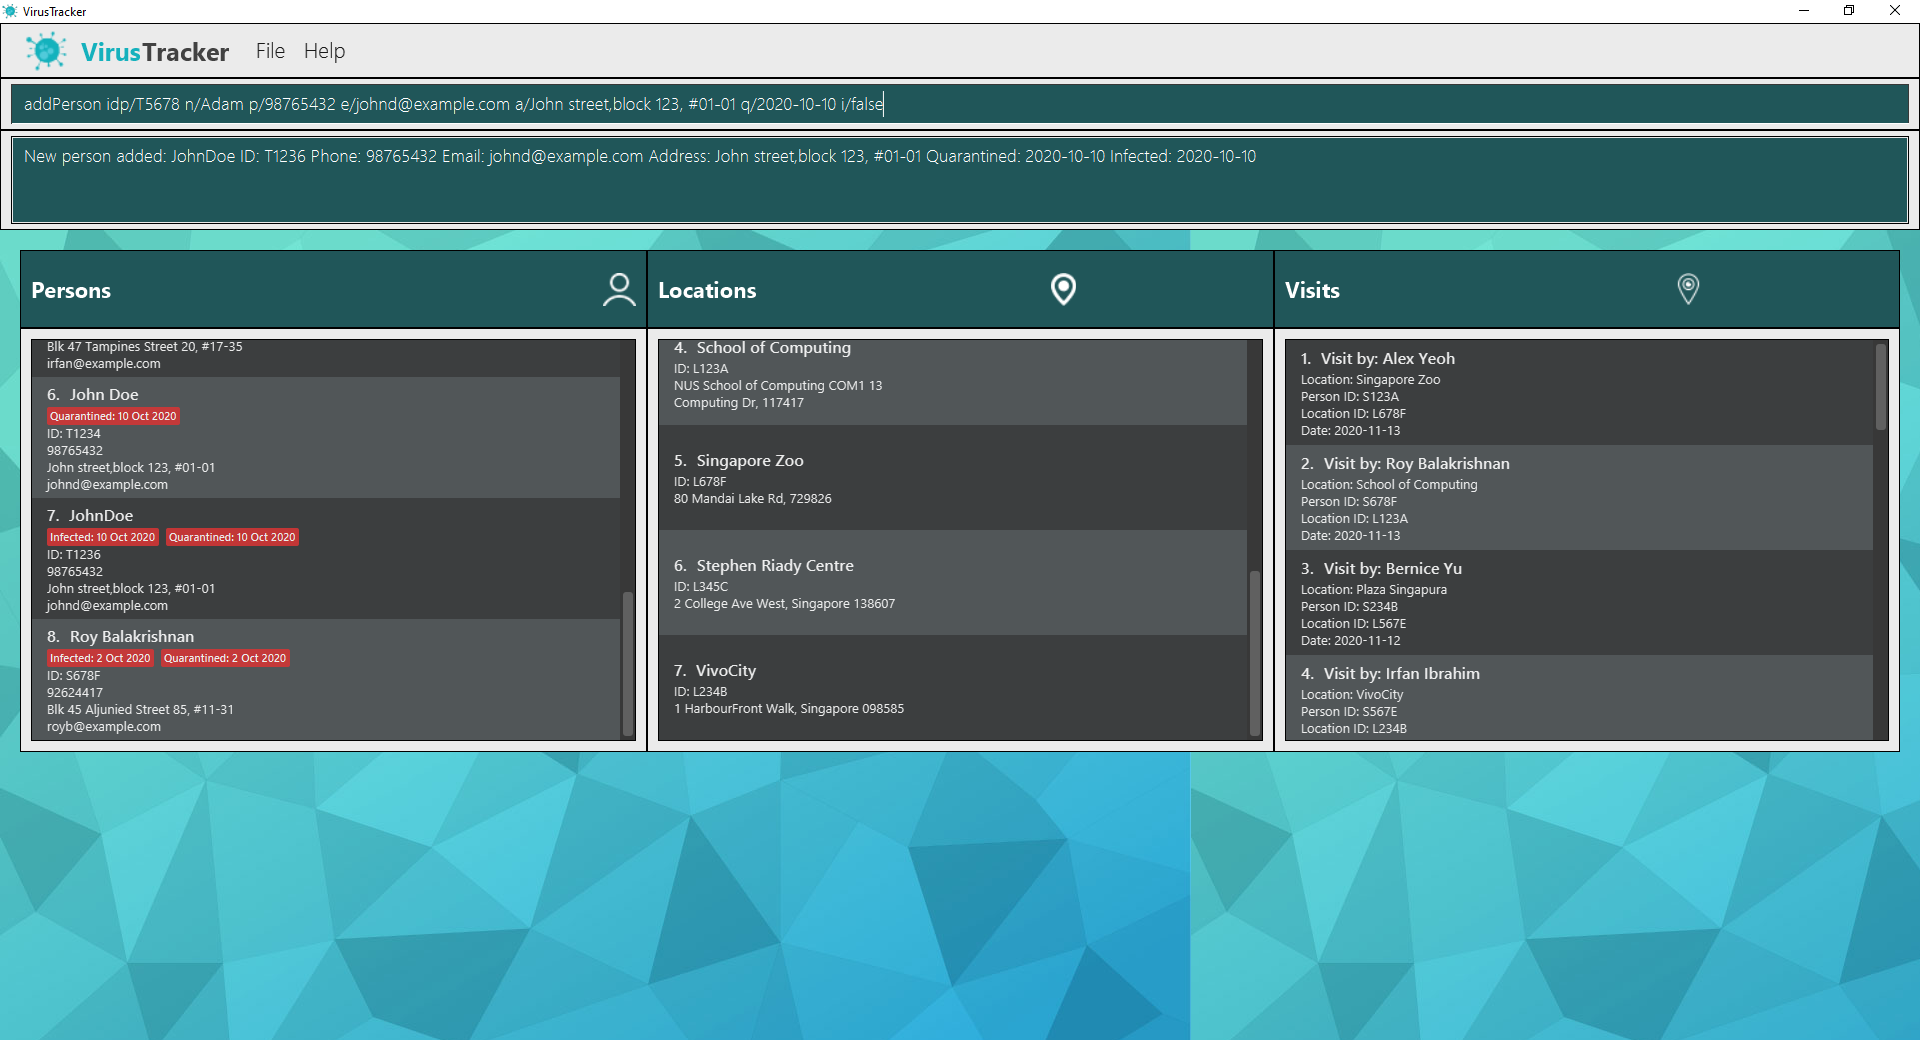 VirusTracker
VirusTracker File Help
addPerson idp/T5678 n/Adam p/98765432 e/johnd@example.com a/John street,block 123, #01-01 q/2020-10-10 i/false
New person added: JohnDoe ID: T1236 Phone: 98765432 Email: johnd@example.com Address: John street,block 123, #01-01 Quarantined: 2020-10-10 Infected: 2020-10-10
Persons
Blk 47 Tampines Street 20, #17-35
irfan@example.com
6. John Doe
Quarantined: 10 Oct 2020
ID: T1234
98765432
John street,block 123, #01-01
johnd@example.com
7. JohnDoe
Infected: 10 Oct 2020 Quarantined: 10 Oct 2020
ID: T1236
98765432
John street,block 123, #01-01
johnd@example.com
8. Roy Balakrishnan
Infected: 2 Oct 2020 Quarantined: 2 Oct 2020
ID: S678F
92624417
Blk 45 Aljunied Street 85, #11-31
royb@example.com
Locations
4. School of Computing
ID: L123A
NUS School of Computing COM1 13
Computing Dr, 117417
5. Singapore Zoo
ID: L678F
80 Mandai Lake Rd, 729826
6. Stephen Riady Centre
ID: L345C
2 College Ave West, Singapore 138607
7. VivoCity
ID: L234B
1 HarbourFront Walk, Singapore 098585
Visits
1. Visit by: Alex Yeoh
Location: Singapore Zoo
Person ID: S123A
Location ID: L678F
Date: 2020-11-13
2. Visit by: Roy Balakrishnan
Location: School of Computing
Person ID: S678F
Location ID: L123A
Date: 2020-11-13
3. Visit by: Bernice Yu
Location: Plaza Singapura
Person ID: S234B
Location ID: L567E
Date: 2020-11-12
4. Visit by: Irfan Ibrahim
Location: VivoCity
Person ID: S567E
Location ID: L234B